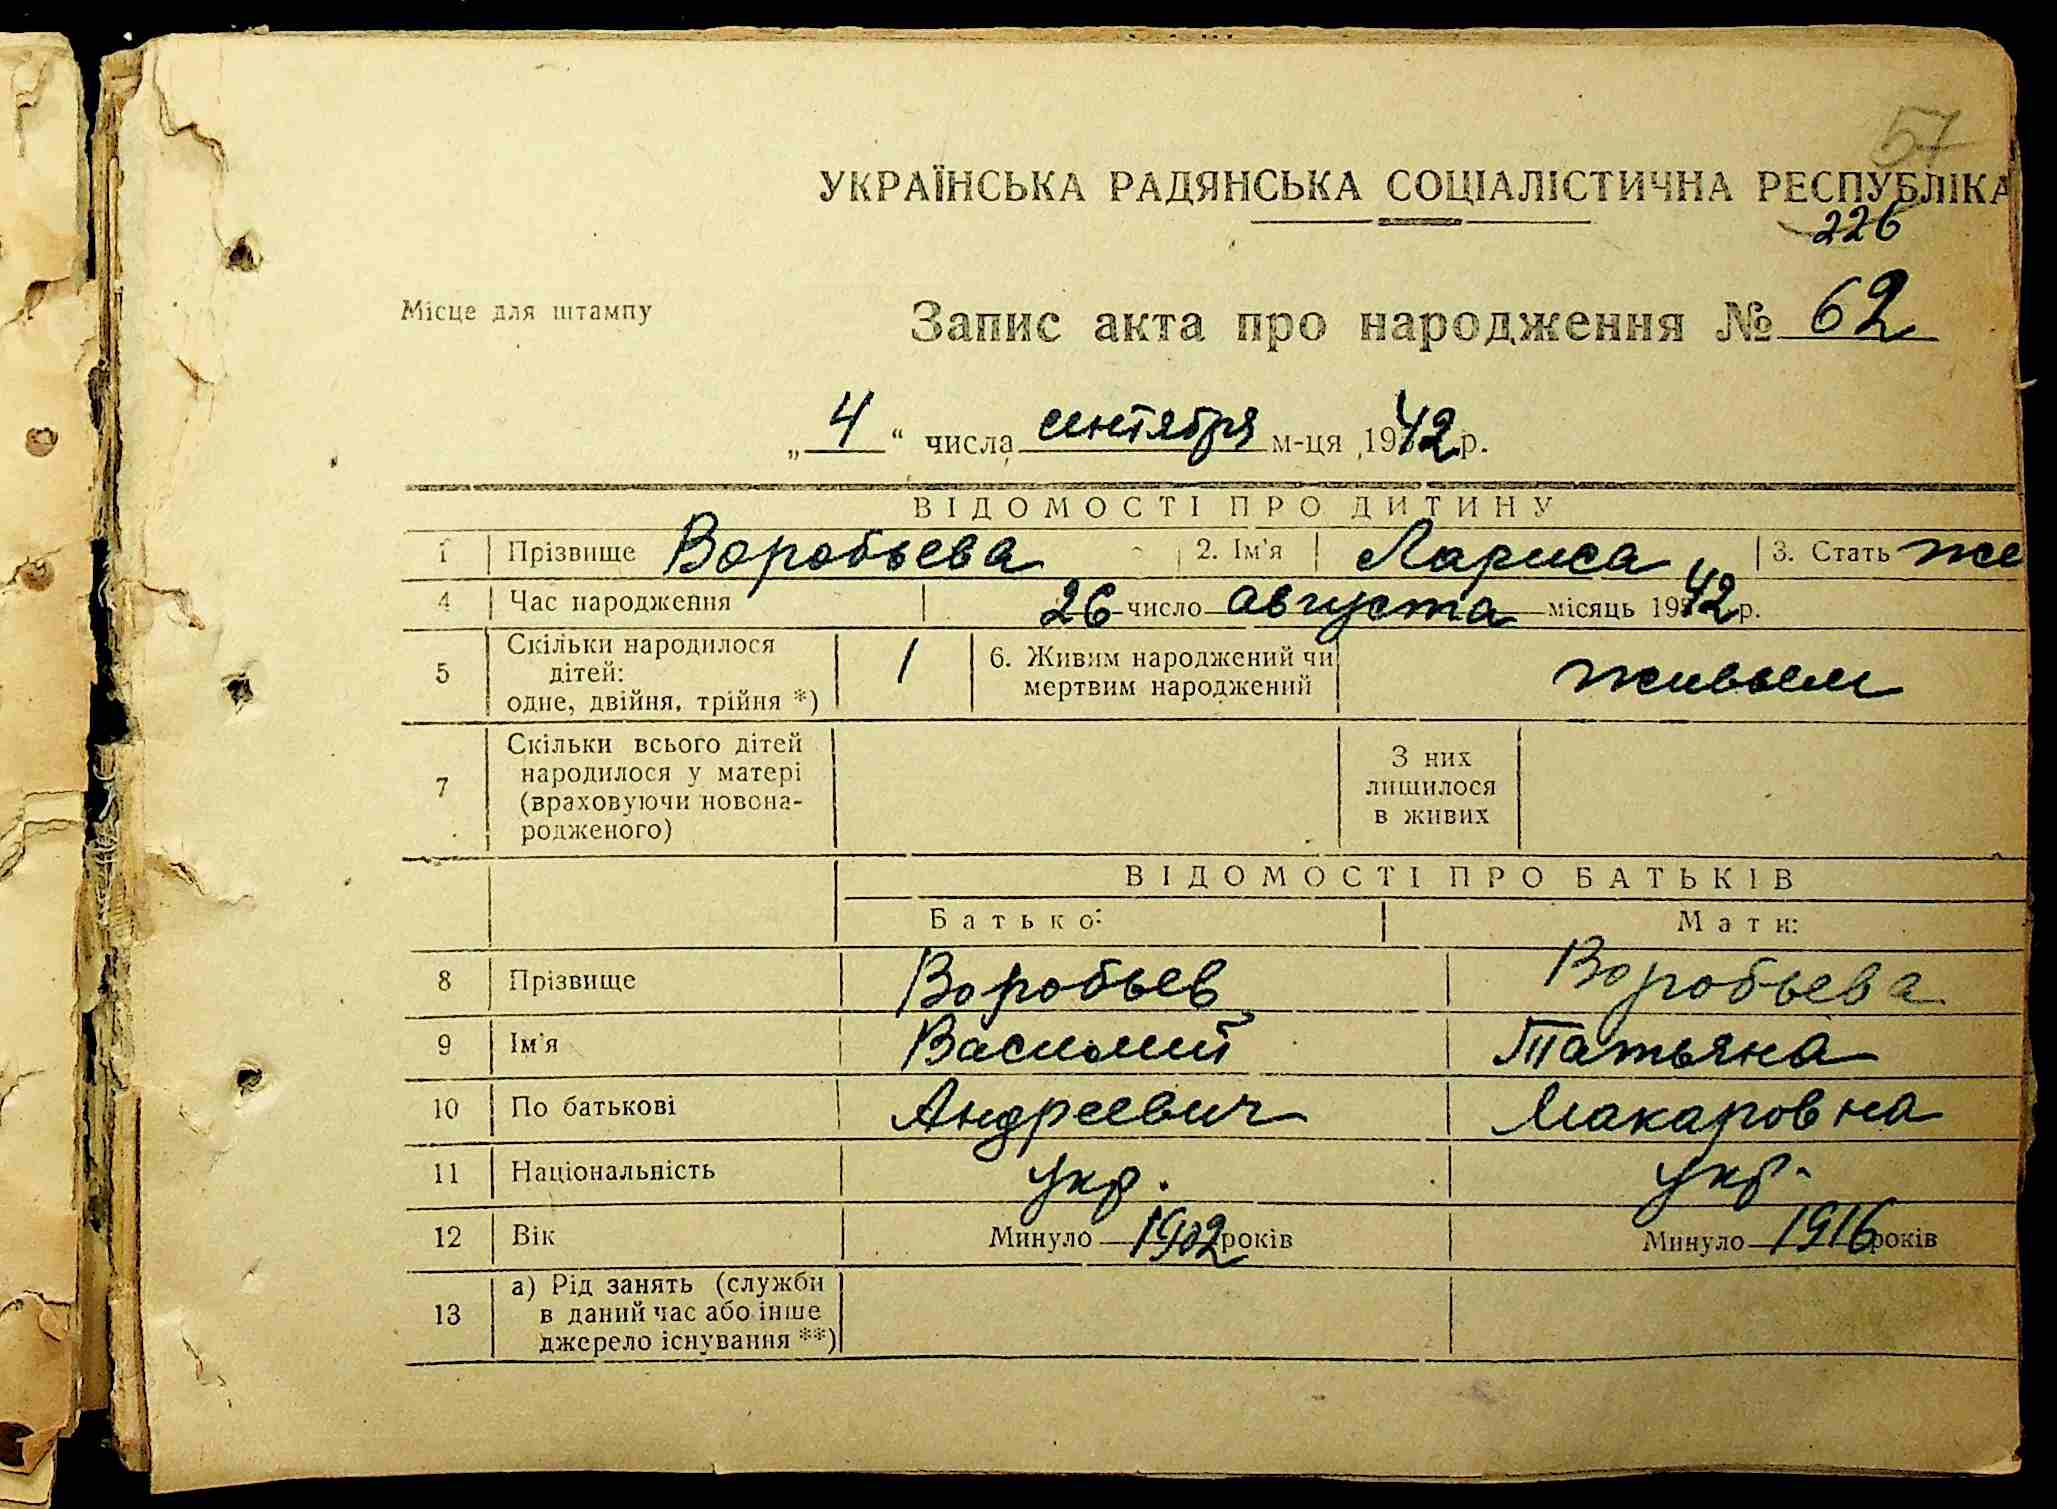 57
УКРАЇНСЬКА РАДЯНСЬКА СОЦІАЛІСТИЧНА РЕСПУБЛІКА
226
Місце для штампу
Запис акта про народження № 62
„ 4 “ числа сентября м-ця 1942 р.
ВІДОМОСТІ ПРО ДИТИНУ
1 Прізвище Воробьева 2. Ім'я Лариса 3. Стать же
4 Час народження 26 число августа місяць 1942 р.
5 Скільки народилося дітей: одне, двійня, трійня *) 1 6. Живим народжений чи мертвим народжений живьем
7 Скільки всього дітей народилося у матері (враховуючи новона-родженого) З них лишилося в живих
ВІДОМОСТІ ПРО БАТЬКІВ
Батько: Мати:
8 Прізвище Воробьев Воробьева
9 Ім'я Василий Татьяна
10 По батькові Андреевич Макаровна
11 Національність укр. укр.
12 Вік Минуло 1902 років Минуло 1916 років
13 а) Рід занять (служби в даний час або інше джерело існування **)